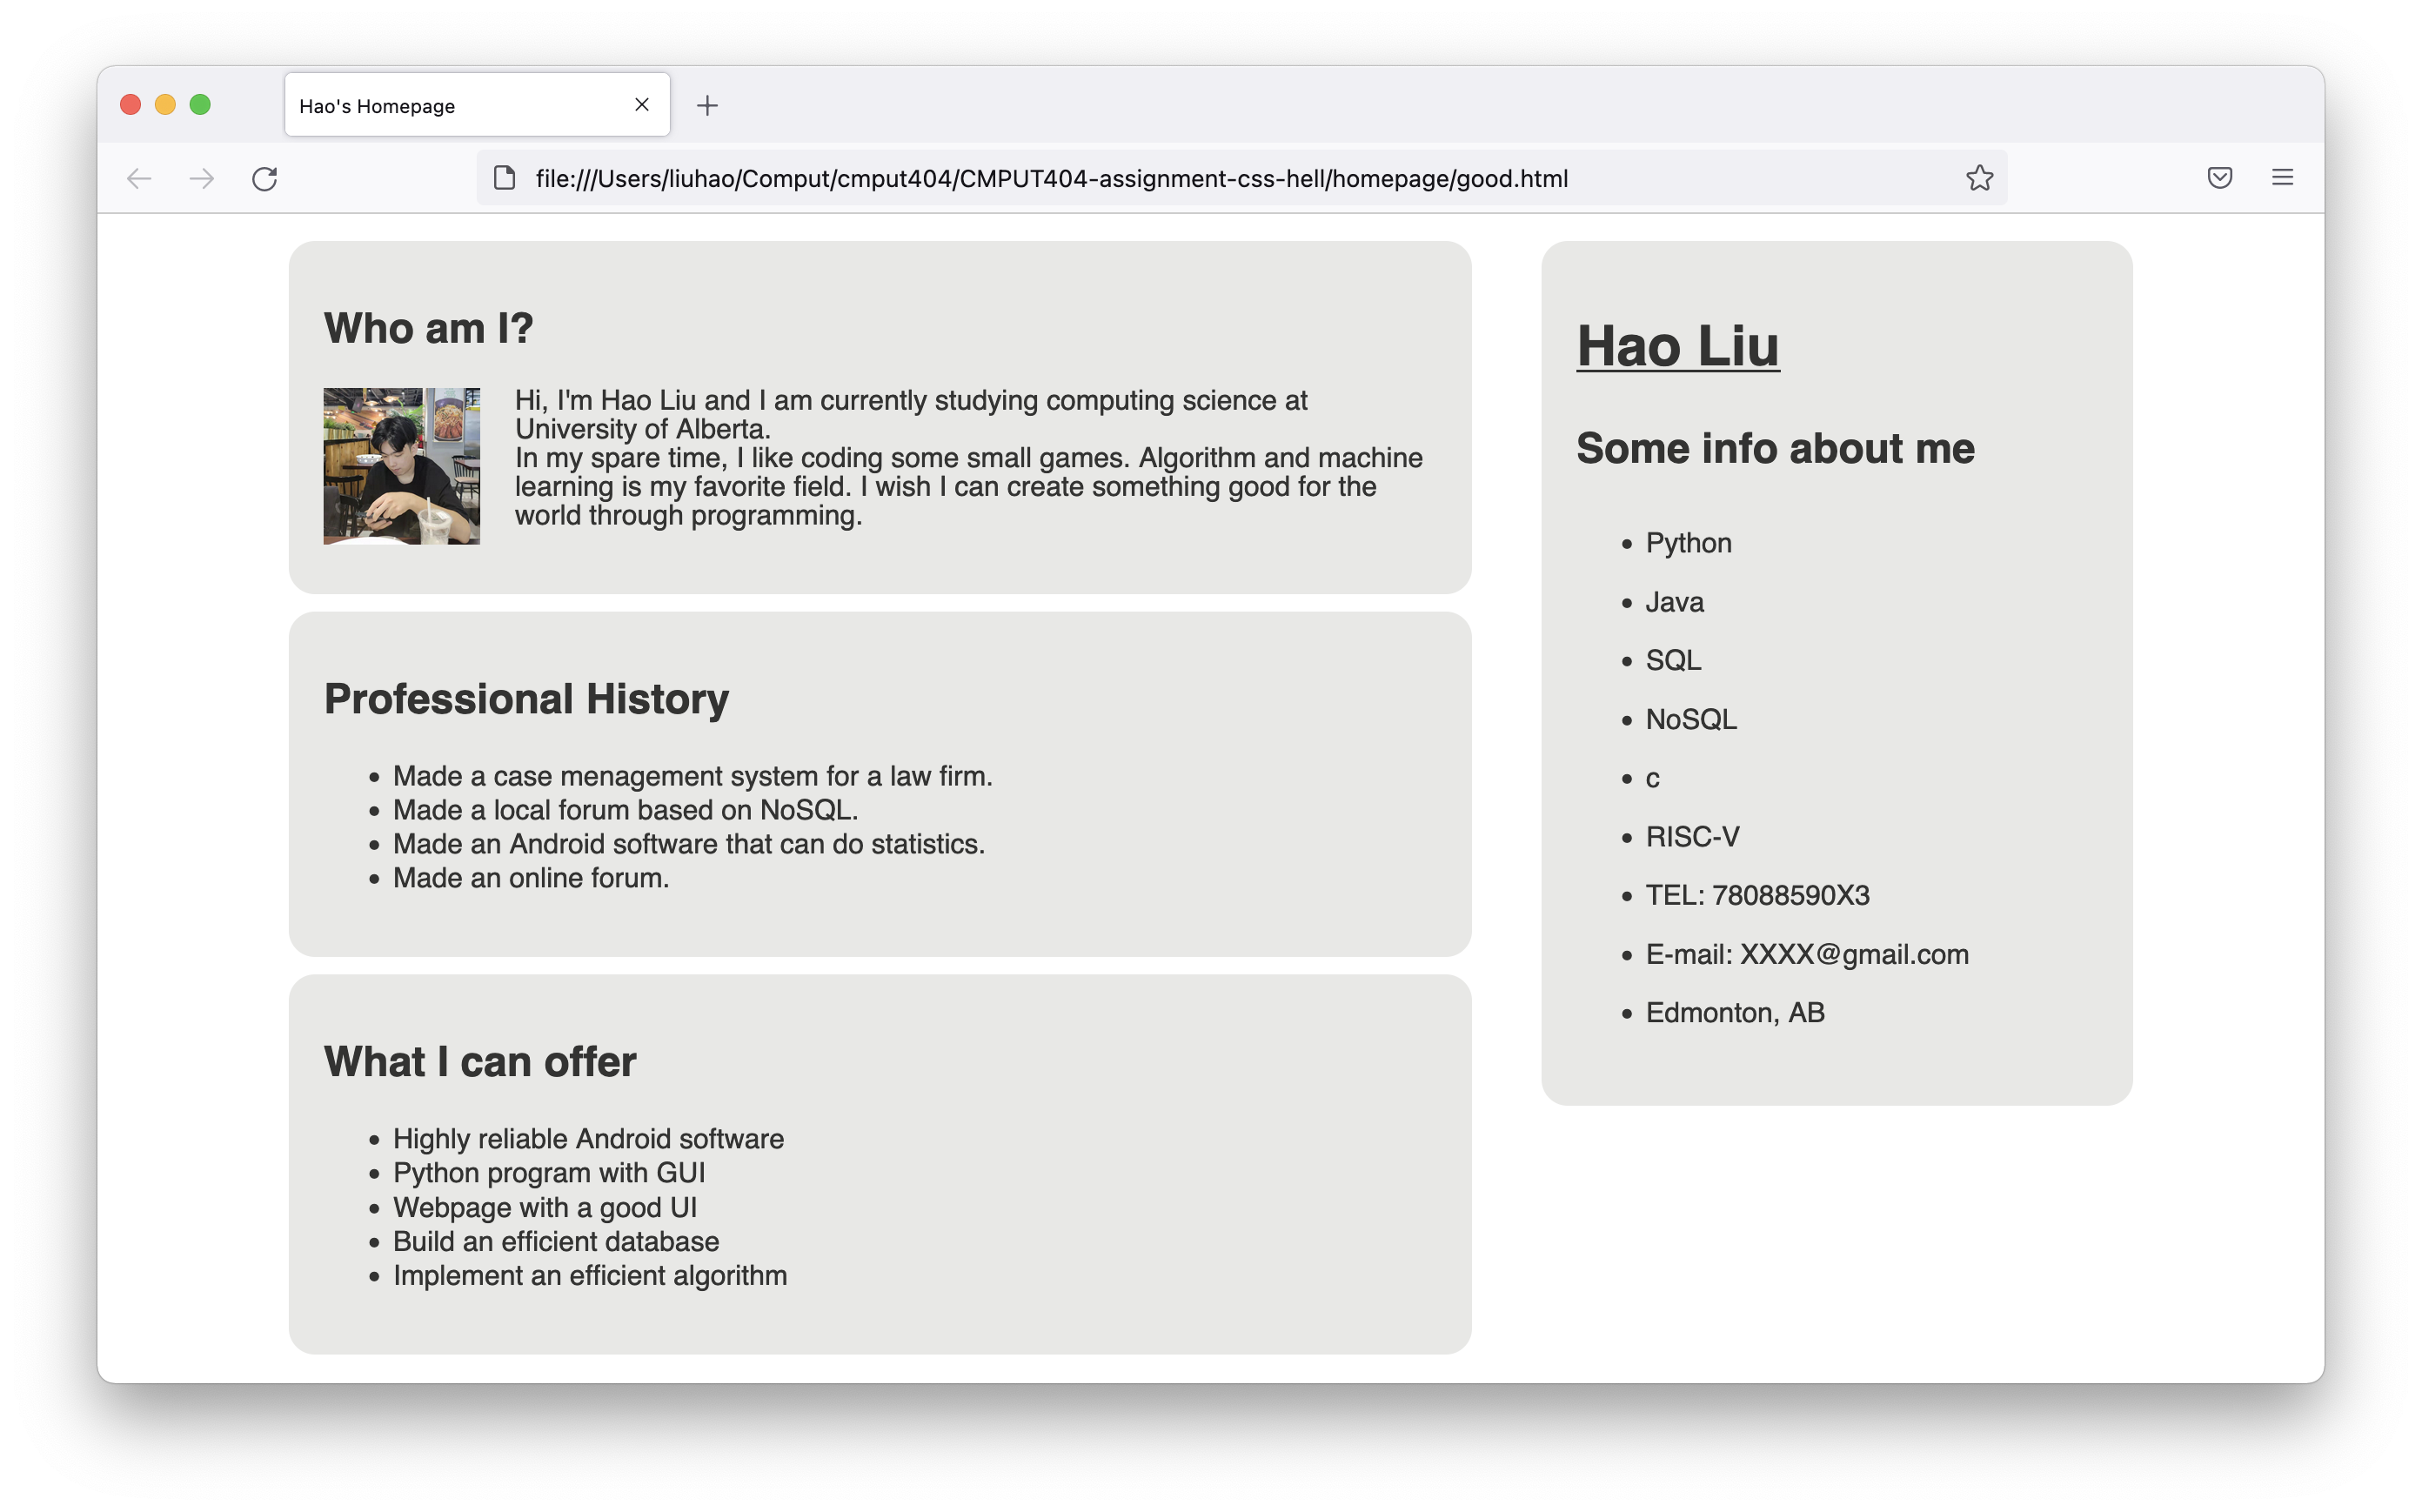 Hao's Homepage
file:///Users/liuhao/Comput/cmput404/CMPUT404-assignment-css-hell/homepage/good.html
Who am I?
Hi, I'm Hao Liu and I am currently studying computing science at
University of Alberta.
In my spare time, I like coding some small games. Algorithm and machine
learning is my favorite field. I wish I can create something good for the
world through programming.
Professional History
Made a case menagement system for a law firm.
Made a local forum based on NoSQL.
Made an Android software that can do statistics.
Made an online forum.
What I can offer
Highly reliable Android software
Python program with GUI
Webpage with a good UI
Build an efficient database
Implement an efficient algorithm
Hao Liu
Some info about me
Python
Java
SQL
NoSQL
c
RISC-V
TEL: 78088590X3
E-mail: XXXX@gmail.com
Edmonton, AB